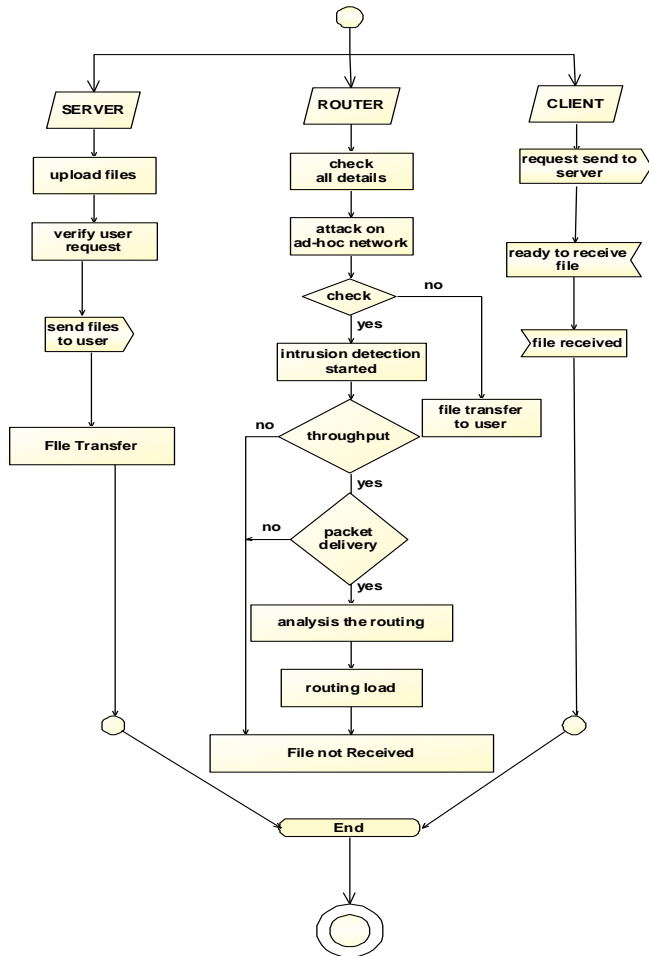 SERVER
ROUTER
CLIENT
upload files
check
all details
request send to
server
verify user
request
attack on
ad-hoc network
ready to receive
file
check
no
yes
send files
to user
file received
intrusion detection
started
file transfer
to user
FIle Transfer
no
throughput
yes
no
packet
delivery
yes
analysis the routing
routing load
File not Received
End